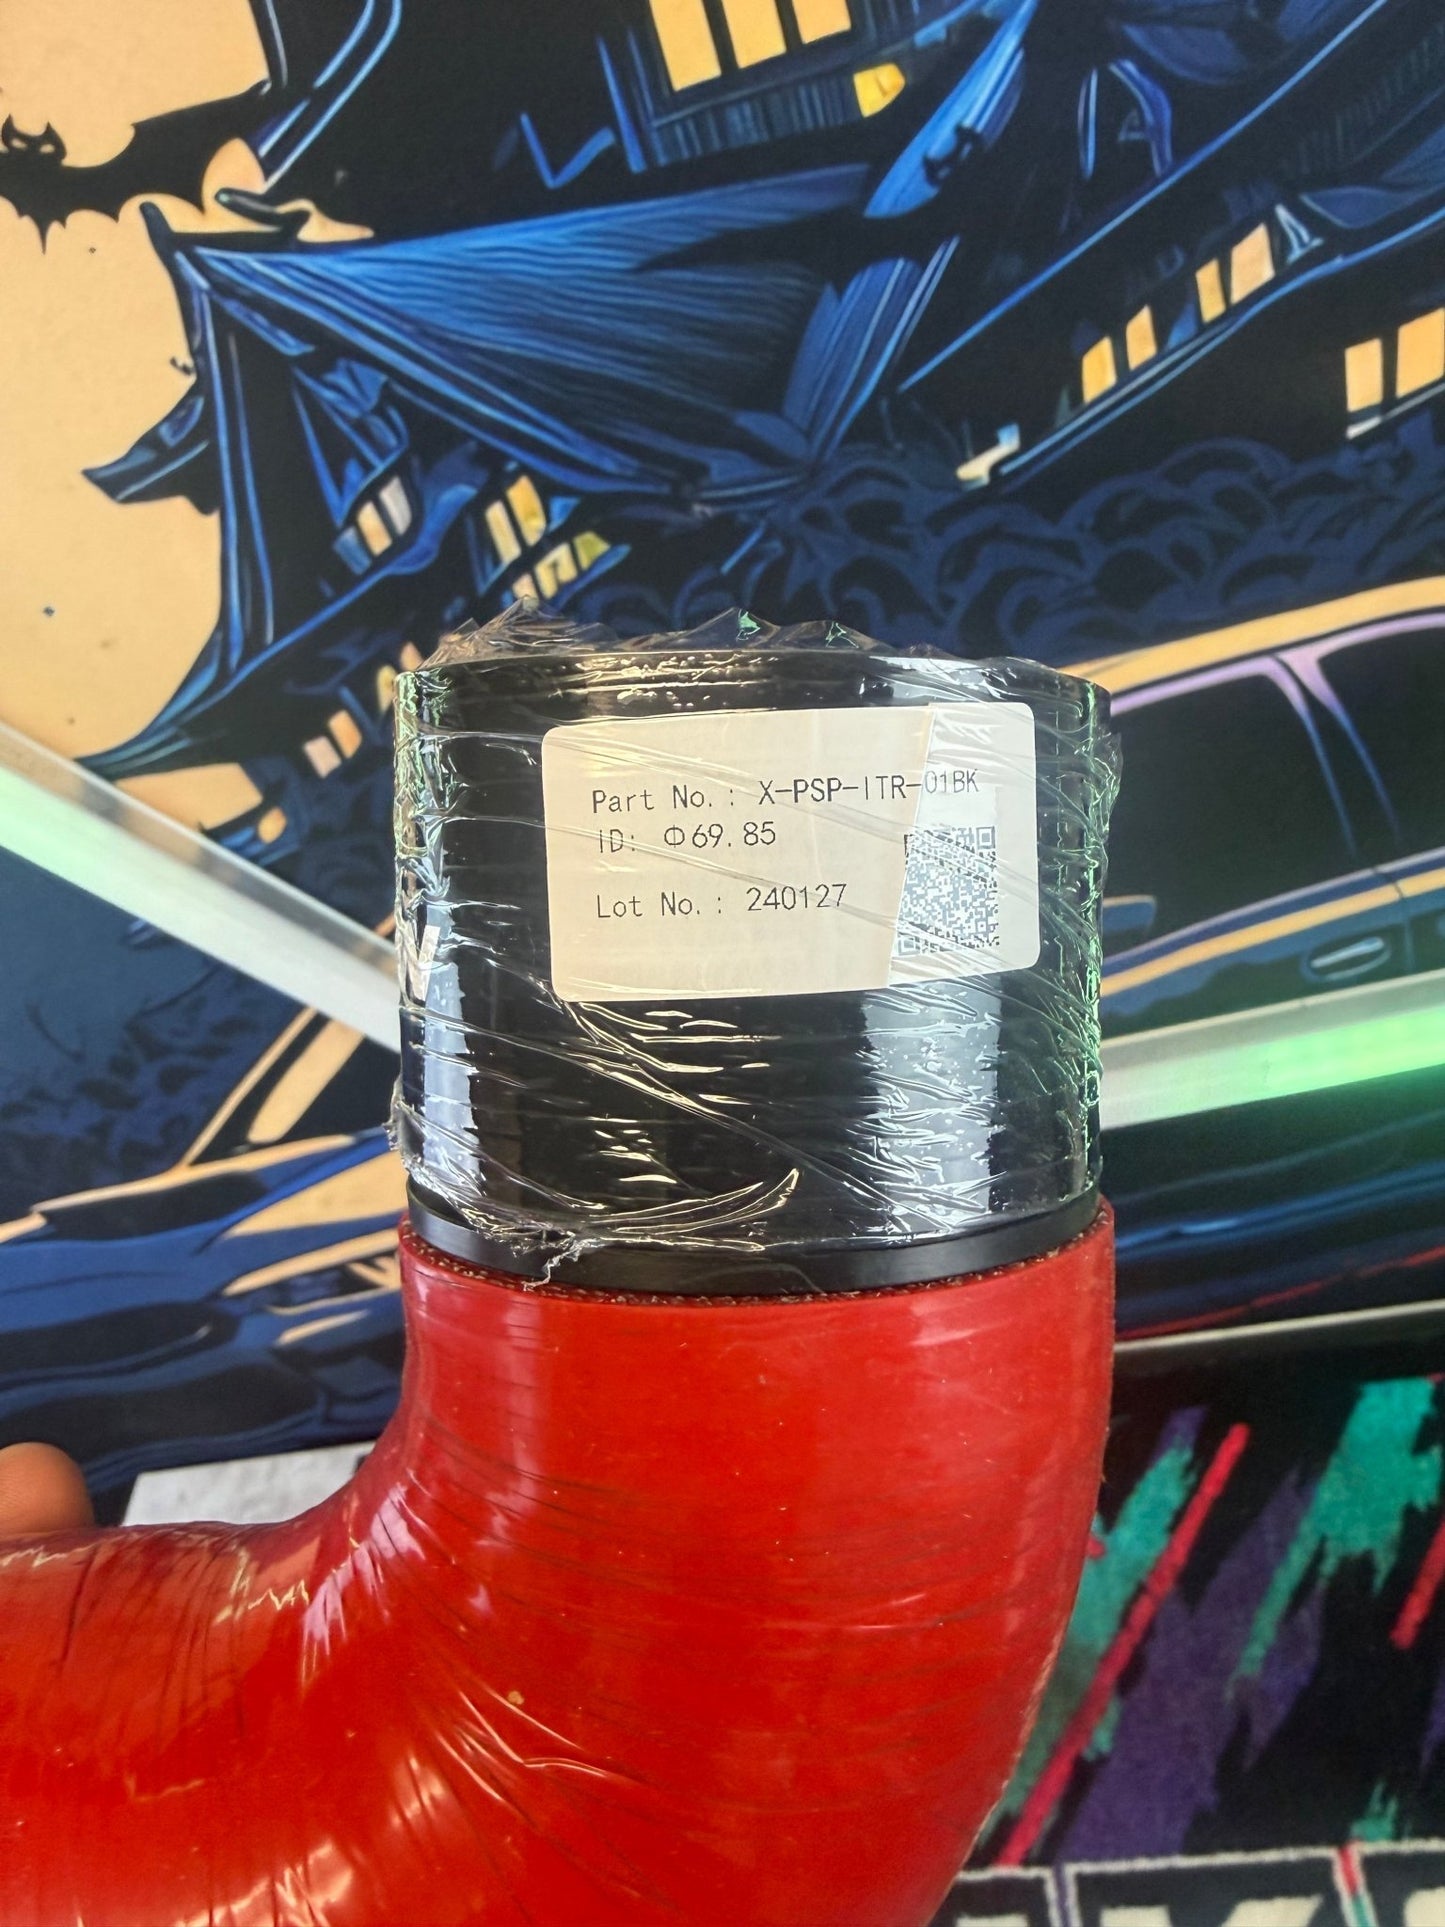 Part No.: X-PSP-ITR-01BK
ID: Φ69.85
Lot No.: 240127
N